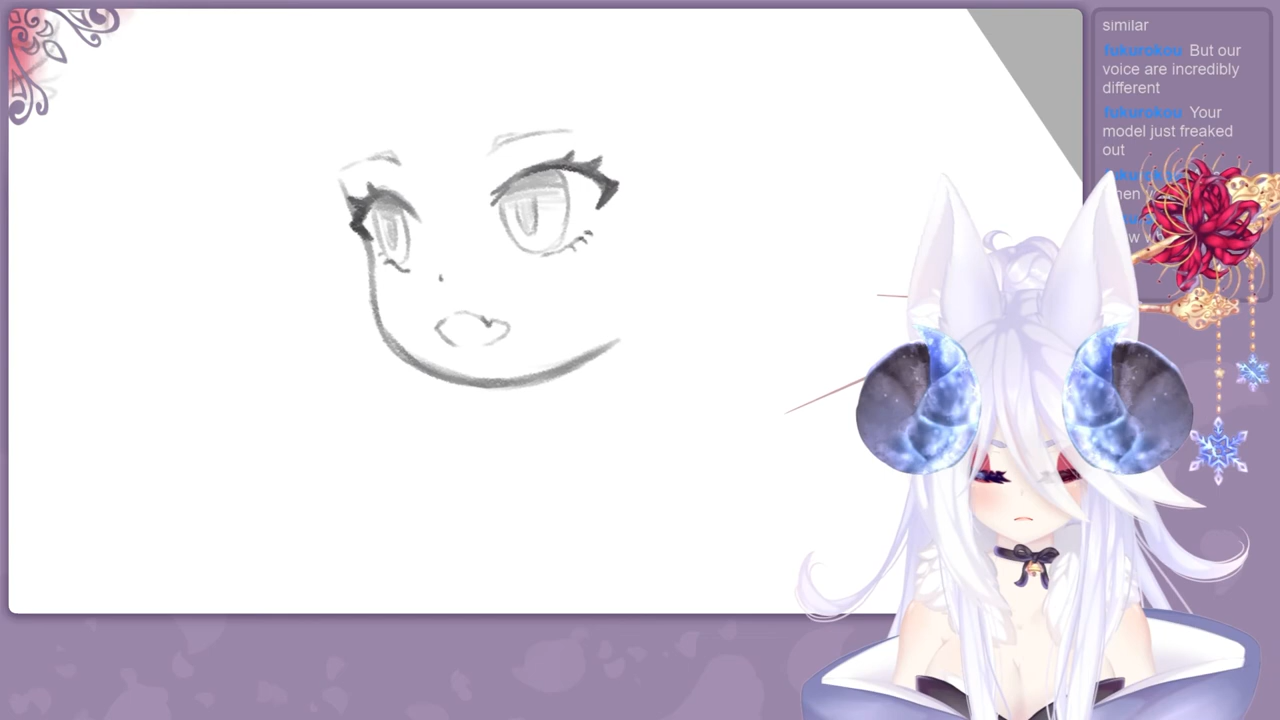 similar
fukurokou But our
voice are incredibly
different
fukurokou Your
model just freaked
out